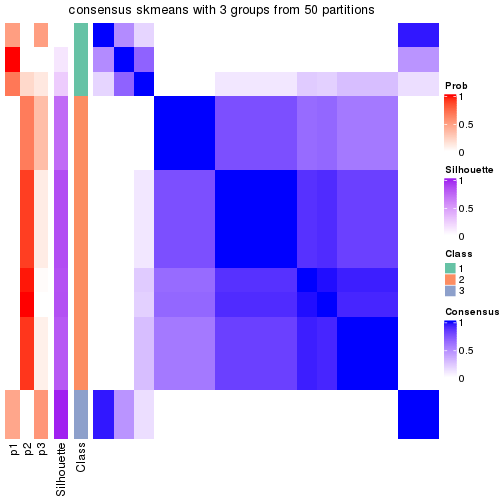 consensus skmeans with 3 groups from 50 partitions
Prob
1
0.5
0
Silhouette
1
0.5
0
Class
1
2
3
Consensus
1
0.5
0
p1
p2
p3
Silhouette
Class